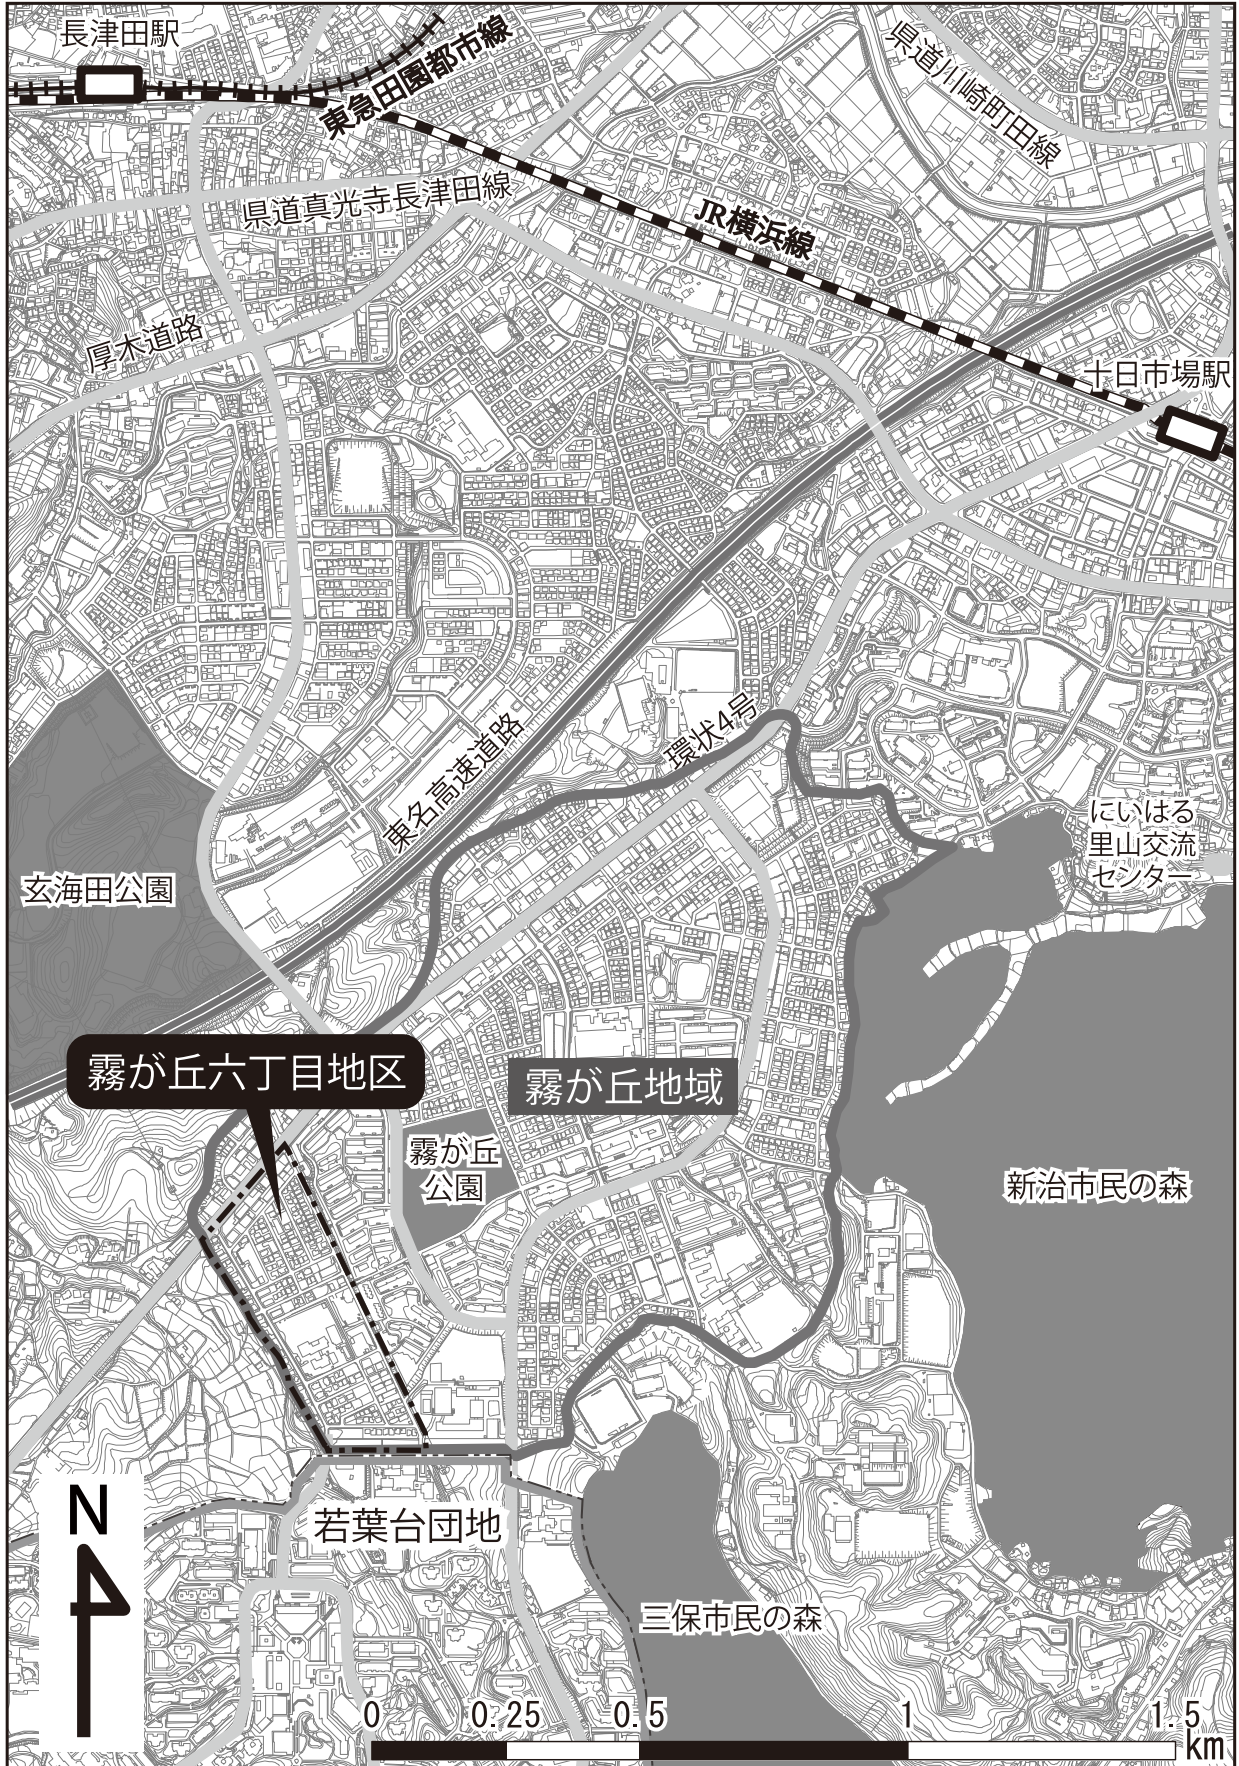 長津田駅
東急田園都市線
県道川崎町田線
県道真光寺長津田線
JR横浜線
厚木道路
十日市場駅
環状4号
東名高速道路
にいはる
里山交流
センター
玄海田公園
霧が丘六丁目地区
霧が丘地域
霧が丘
公園
新治市民の森
N
若葉台団地
三保市民の森
0 0.25 0.5 1 1.5
km